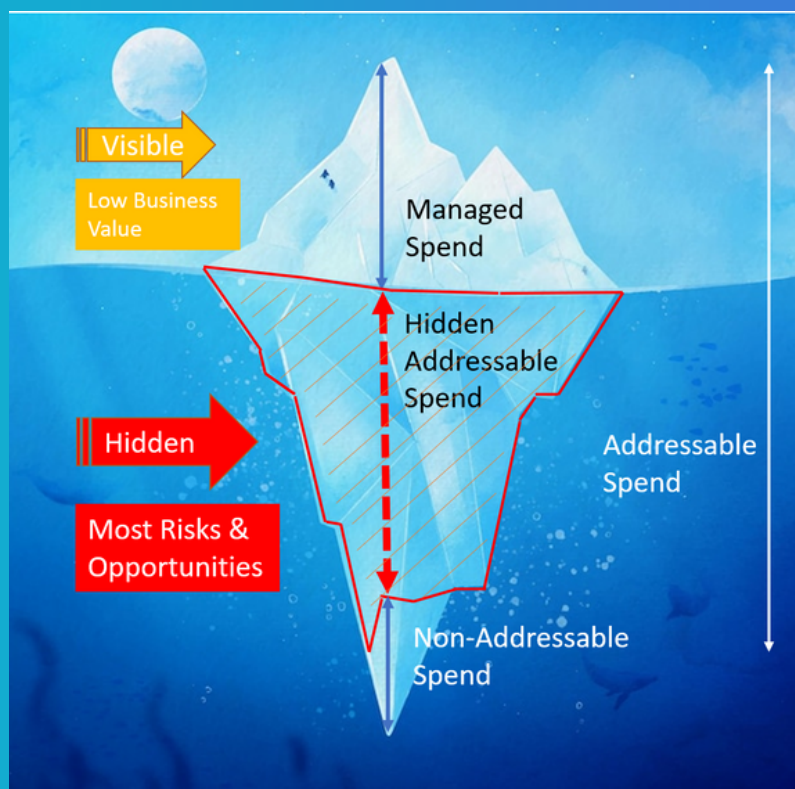 Visible
Low Business
Value
Managed
Spend
Hidden
Addressable
Spend
Hidden
Addressable
Spend
Most Risks &
Opportunities
Non-Addressable
Spend